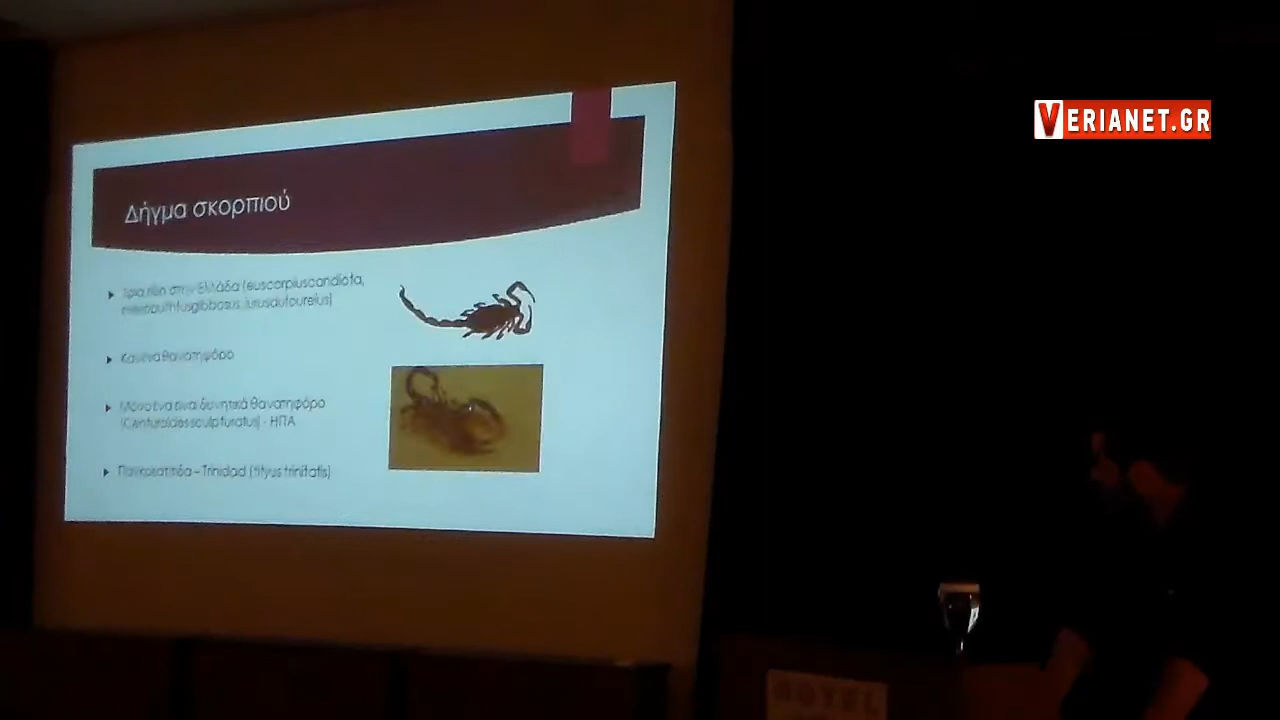 VERIANET.GR
Δήγμα σκορπιού
Τρία είδη στην Ελλάδα (euscorpiuscandiota,
mesobuthusgibbosus, iurusdufoureius)
Κανένα θανατηφόρο
Μόνο ένα είναι δυνητικά θανατηφόρο
(Centuroidessculpturatus) - ΗΠΑ
Παγκρεατίτιδα – Trinidad (tityus trinitatis)
HOTEL